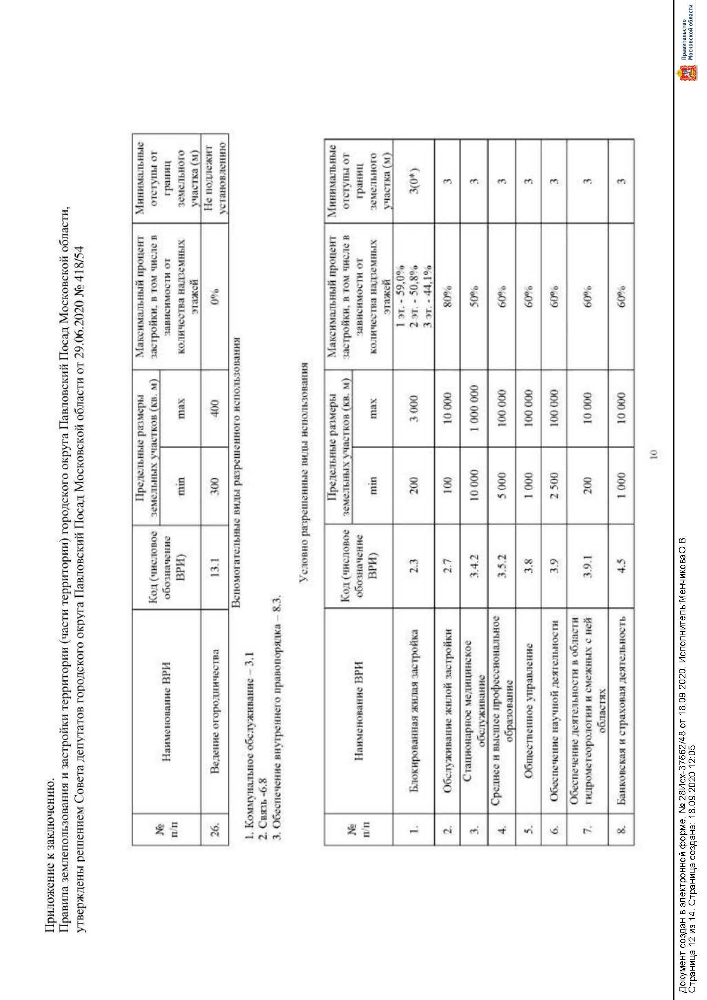 Приложение к заключению.
Правила землепользования и застройки территории (части территории) городского округа Павловский Посад Московской области,
утверждены решением Совета депутатов городского округа Павловский Посад Московской области от 29.06.2020 № 418/54
№ п/п
Наименование ВРИ
Код (числовое обозначение ВРИ)
Предельные размеры земельных участков (кв. м)
min
max
Максимальный процент застройки, в том числе в зависимости от количества надземных этажей
Минимальные отступы от границ земельного участка (м)
26. Ведение огородничества 13.1 300 400 0% Не подлежит установлению
Вспомогательные виды разрешенного использования
1. Коммунальное обслуживание – 3.1
2. Связь -6.8
3. Обеспечение внутреннего правопорядка – 8.3.
Условно разрешенные виды использования
№ п/п
Наименование ВРИ
Код (числовое обозначение ВРИ)
Предельные размеры земельных участков (кв. м)
min
max
Максимальный процент застройки, в том числе в зависимости от количества надземных этажей
Минимальные отступы от границ земельного участка (м)
1. Блокированная жилая застройка 2.3 200 3 000 1 эт. - 59,0% 2 эт. - 50,8% 3 эт. - 44,1% 3(0*)
2. Обслуживание жилой застройки 2.7 100 10 000 80% 3
3. Стационарное медицинское обслуживание 3.4.2 10 000 1 000 000 50% 3
4. Среднее и высшее профессиональное образование 3.5.2 5 000 100 000 60% 3
5. Общественное управление 3.8 1 000 100 000 60% 3
6. Обеспечение научной деятельности 3.9 2 500 100 000 60% 3
7. Обеспечение деятельности в области гидрометеорологии и смежных с ней областях 3.9.1 200 10 000 60% 3
8. Банковская и страховая деятельность 4.5 1 000 10 000 60% 3
10
Документ создан в электронной форме. № 28Исх-37662/48 от 18.09.2020. Исполнитель:МенчиковаО.В.
Страница 12 из 14. Страница создана: 18.09.2020 12:05
Правительство
Московской области